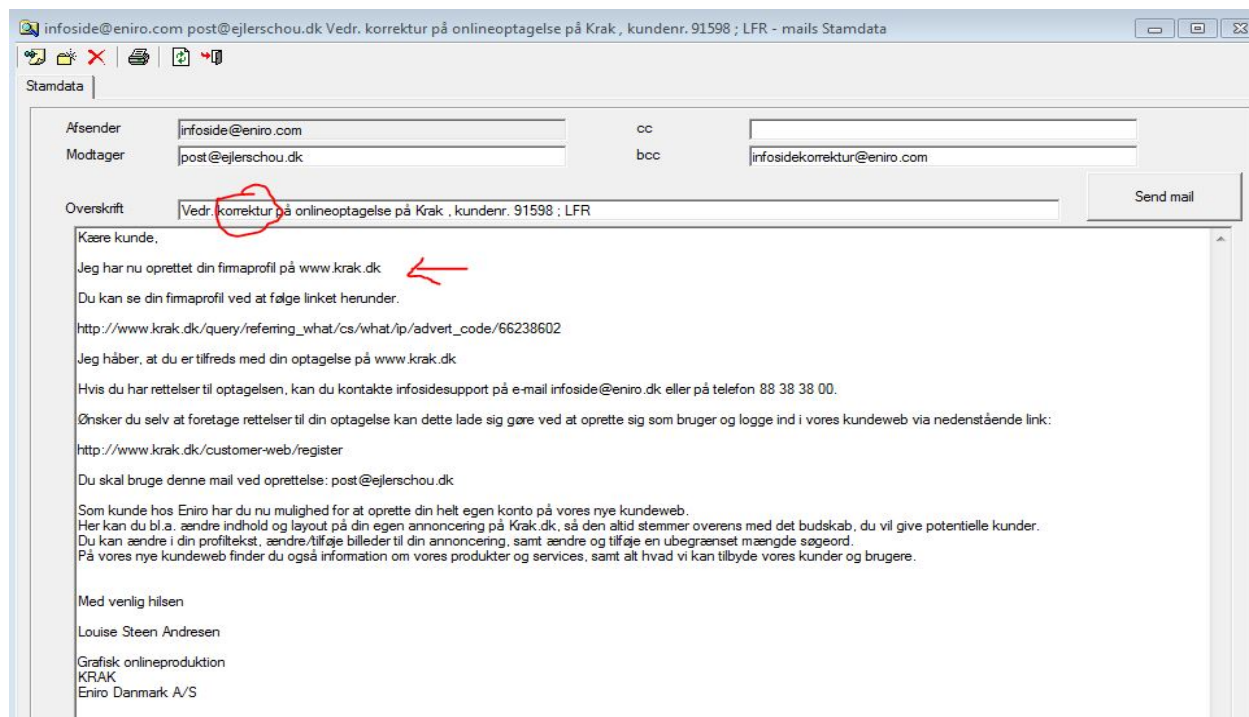 infoside@eniro.com post@ejlerschou.dk Vedr. korrektur på onlineoptagelse på Krak , kundenr. 91598 ; LFR - mails Stamdata
Stamdata
Afsender infoside@eniro.com cc
Modtager post@ejlerschou.dk bcc infosidekorrektur@eniro.com
Send mail
Overskrift Vedr. korrektur på onlineoptagelse på Krak , kundenr. 91598 ; LFR
Kære kunde,
Jeg har nu oprettet din firmaprofil på www.krak.dk
Du kan se din firmaprofil ved at følge linket herunder.
http://www.krak.dk/query/referring_what/cs/what/ip/advert_code/66238602
Jeg håber, at du er tilfreds med din optagelse på www.krak.dk
Hvis du har rettelser til optagelsen, kan du kontakte infosidesupport på e-mail infoside@eniro.dk eller på telefon 88 38 38 00.
Ønsker du selv at foretage rettelser til din optagelse kan dette lade sig gøre ved at oprette sig som bruger og logge ind i vores kundeweb via nedenstående link:
http://www.krak.dk/customer-web/register
Du skal bruge denne mail ved oprettelse: post@ejlerschou.dk
Som kunde hos Eniro har du nu mulighed for at oprette din helt egen konto på vores nye kundeweb.
Her kan du bl.a. ændre indhold og layout på din egen annoncering på Krak.dk, så den altid stemmer overens med det budskab, du vil give potentielle kunder.
Du kan ændre i din profiltekst, ændre/tilføje billeder til din annoncering, samt ændre og tilføje en ubegrænset mængde søgeord.
På vores nye kundeweb finder du også information om vores produkter og services, samt alt hvad vi kan tilbyde vores kunder og brugere.
Med venlig hilsen
Louise Steen Andresen
Grafisk onlineproduktion
KRAK
Eniro Danmark A/S